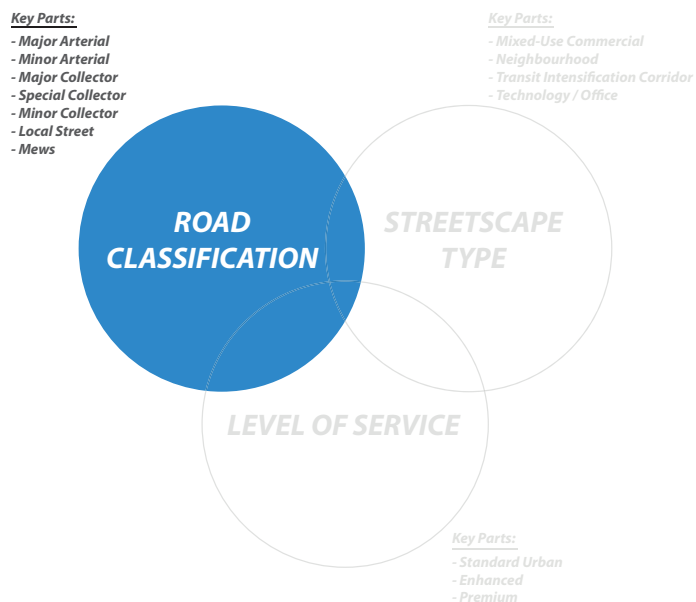 Key Parts:
- Major Arterial
- Minor Arterial
- Major Collector
- Special Collector
- Minor Collector
- Local Street
- Mews
Key Parts:
- Mixed-Use Commercial
- Neighbourhood
- Transit Intensification Corridor
- Technology / Office
ROAD
CLASSIFICATION
STREETSCAPE
TYPE
LEVEL OF SERVICE
Key Parts:
- Standard Urban
- Enhanced
- Premium